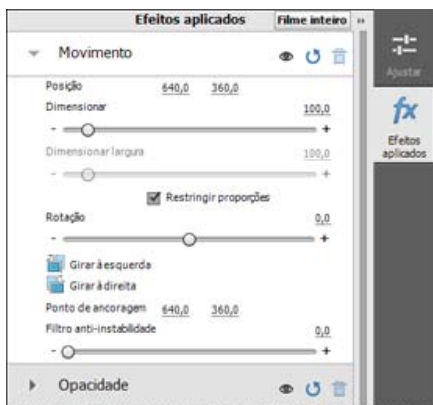 Efeitos aplicados Filme inteiro »
Movimento
Ajustar
Posição 640,0 360,0
Dimensionar 100,0
- +
fx
Efeitos
aplicados
Dimensionar largura 100,0
- +
Restringir proporções
Rotação 0,0
- +
Girar à esquerda
Girar à direita
Ponto de ancoragem 640,0 360,0
Filtro anti-instabilidade 0,0
- +
Opacidade